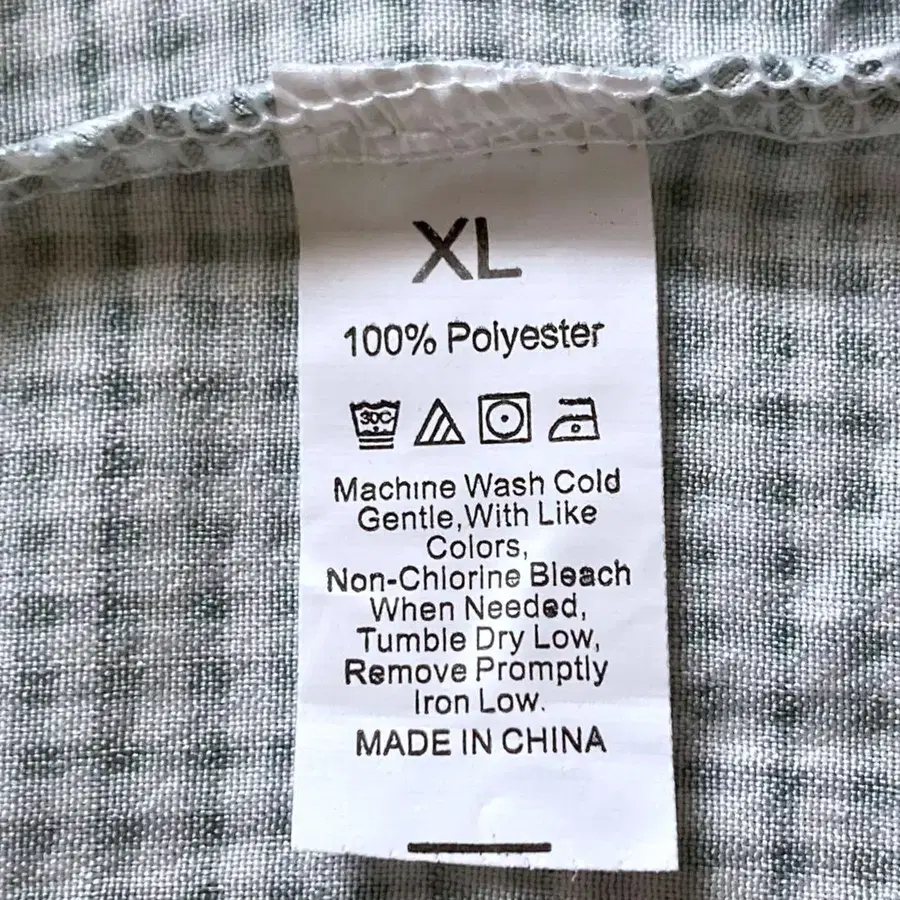 XL
100% Polyester
30C
Machine Wash Cold
Gentle,With Like
Colors,
Non-Chlorine Bleach
When Needed,
Tumble Dry Low,
Remove Promptly
Iron Low.
MADE IN CHINA